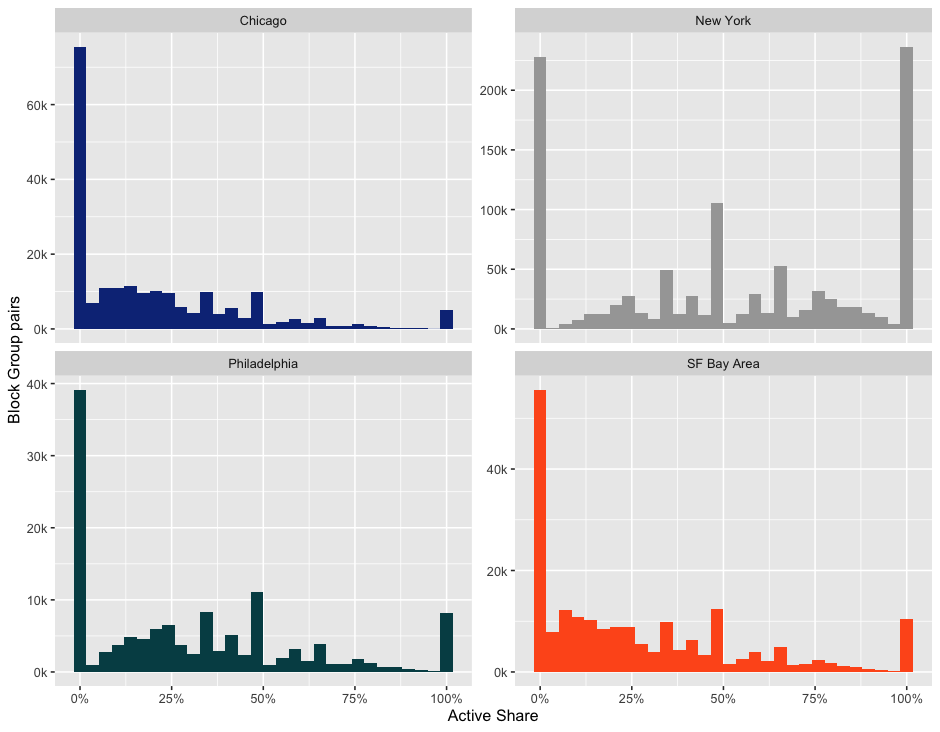 Chicago
New York
60k
40k
20k
0k
200k
150k
100k
50k
0k
Block Group pairs
Philadelphia
SF Bay Area
40k
30k
20k
10k
0k
40k
20k
0k
0% 25% 50% 75% 100%
0% 25% 50% 75% 100%
Active Share